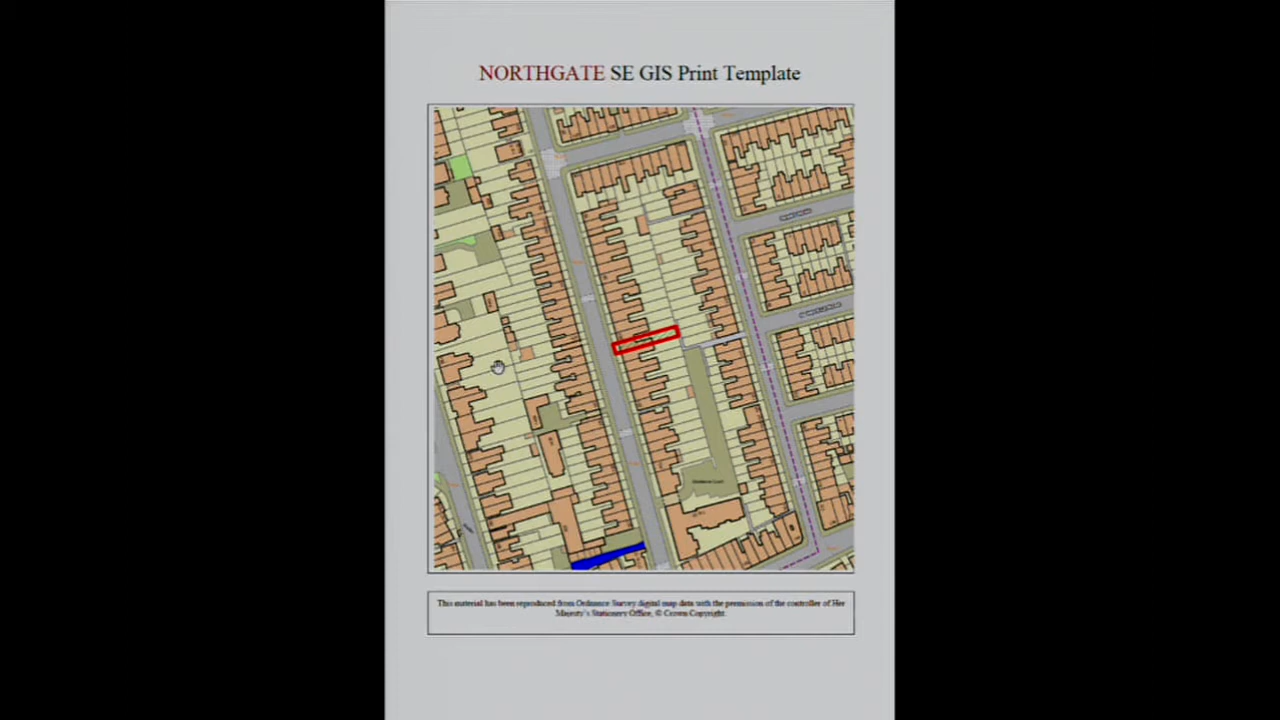 NORTHGATE SE GIS Print Template
This material has been reproduced from Ordnance Survey digital map data with the permission of the controller of Her
Majesty's Stationery Office, © Crown Copyright.